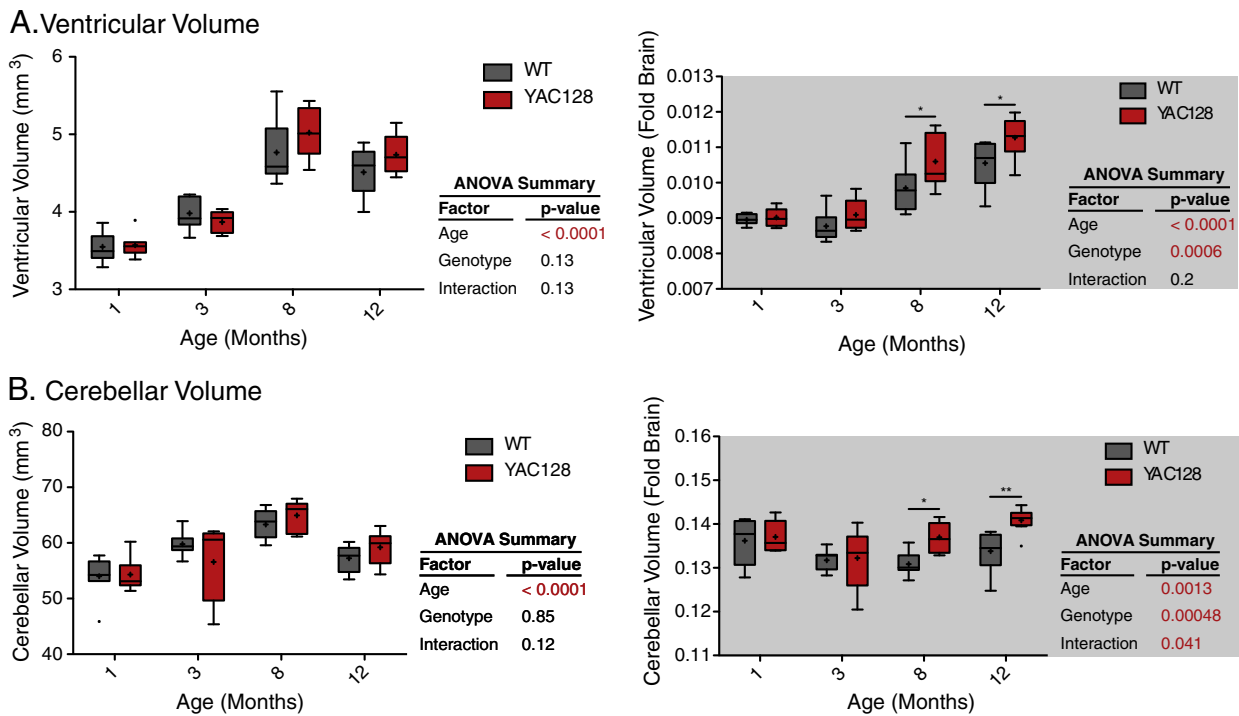 A. Ventricular Volume
Ventricular Volume (mm3)
6
5
4
3
1
3
8
12
Age (Months)
WT
YAC128
ANOVA Summary
Factor p-value
Age < 0.0001
Genotype 0.13
Interaction 0.13
Ventricular Volume (Fold Brain)
0.013
0.012
0.011
0.010
0.009
0.008
0.007
*
*
1
3
8
12
Age (Months)
WT
YAC128
ANOVA Summary
Factor p-value
Age < 0.0001
Genotype 0.0006
Interaction 0.2
B. Cerebellar Volume
Cerebellar Volume (mm3)
80
70
60
50
40
1
3
8
12
Age (Months)
WT
YAC128
ANOVA Summary
Factor p-value
Age < 0.0001
Genotype 0.85
Interaction 0.12
Cerebellar Volume (Fold Brain)
0.16
0.15
0.14
0.13
0.12
0.11
*
**
1
3
8
12
Age (Months)
WT
YAC128
ANOVA Summary
Factor p-value
Age 0.0013
Genotype 0.00048
Interaction 0.041